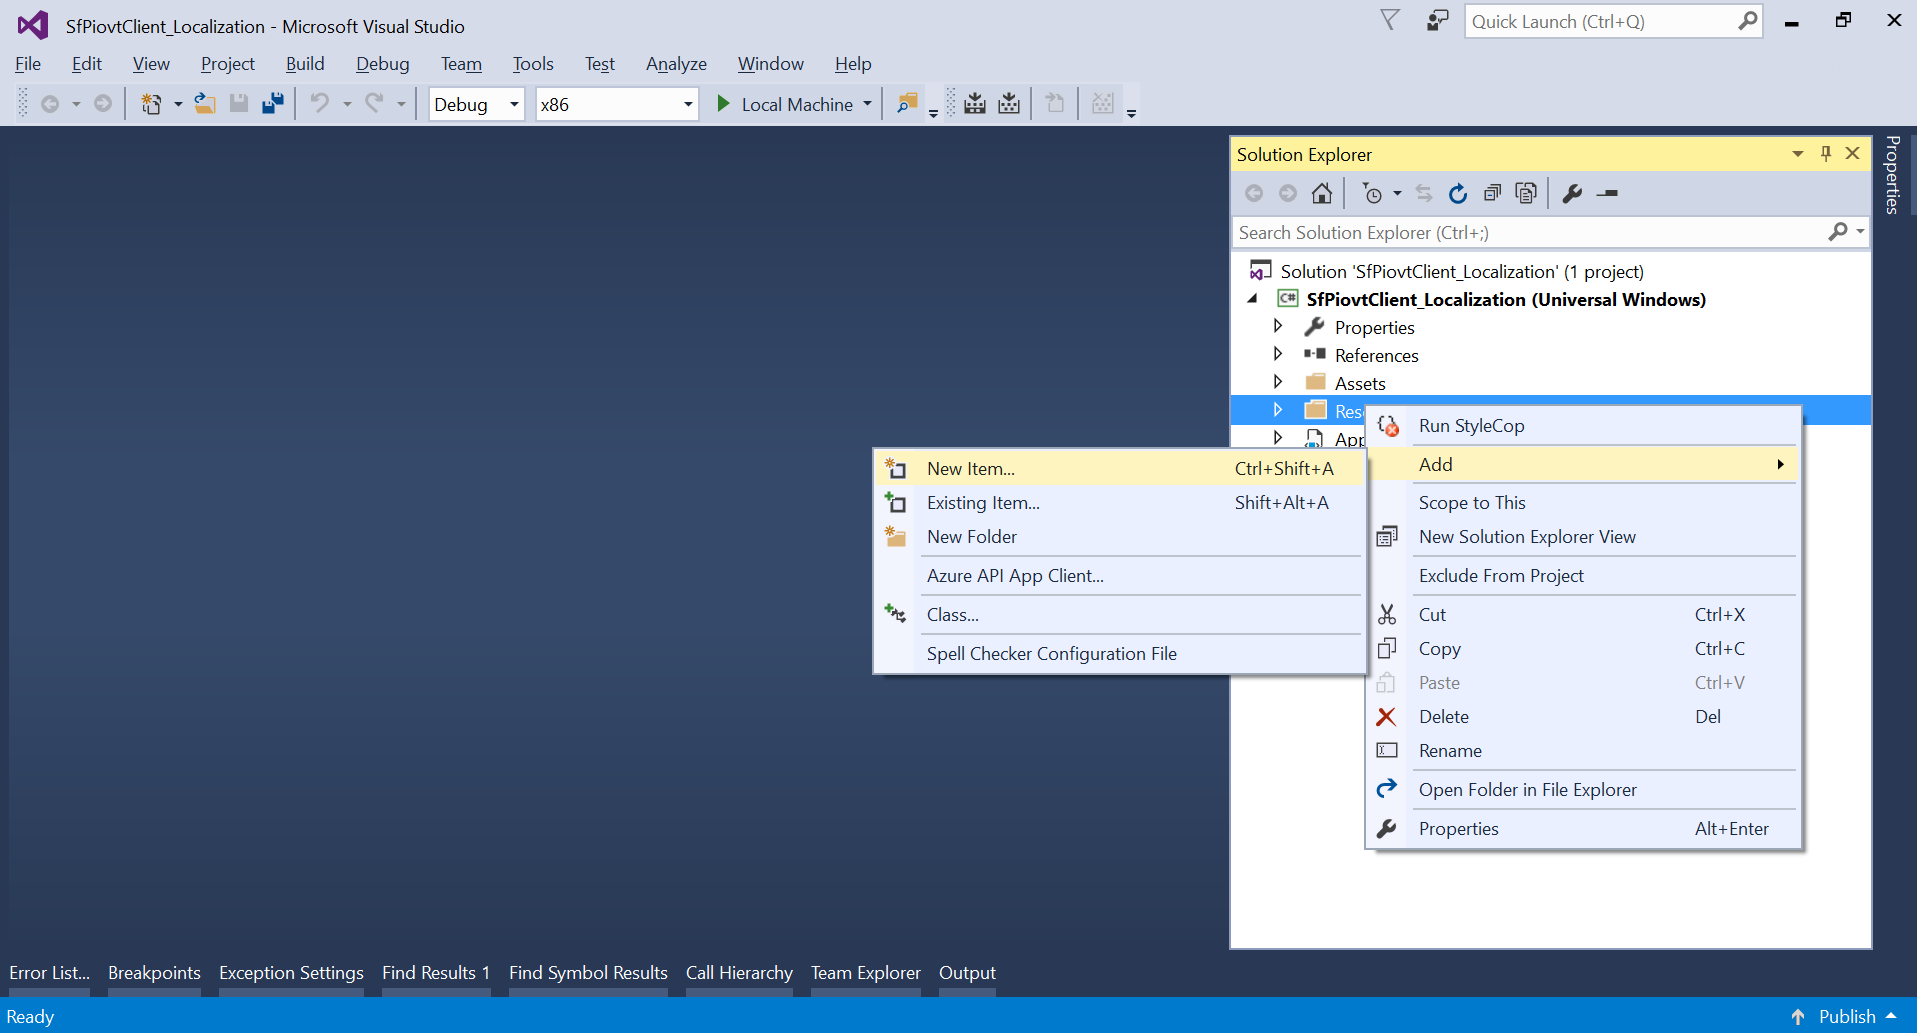 SfPiovtClient_Localization - Microsoft Visual Studio
Quick Launch (Ctrl+Q)
File Edit View Project Build Debug Team Tools Test Analyze Window Help
Debug x86 Local Machine
Solution Explorer
Properties
Search Solution Explorer (Ctrl+;)
Solution 'SfPiovtClient_Localization' (1 project)
C# SfPiovtClient_Localization (Universal Windows)
Properties
References
Assets
Res
App
Run StyleCop
Add
Scope to This
New Solution Explorer View
Exclude From Project
Cut Ctrl+X
Copy Ctrl+C
Paste Ctrl+V
Delete Del
Rename
Open Folder in File Explorer
Properties Alt+Enter
New Item... Ctrl+Shift+A
Existing Item... Shift+Alt+A
New Folder
Azure API App Client...
Class...
Spell Checker Configuration File
Error List... Breakpoints Exception Settings Find Results 1 Find Symbol Results Call Hierarchy Team Explorer Output
Ready Publish